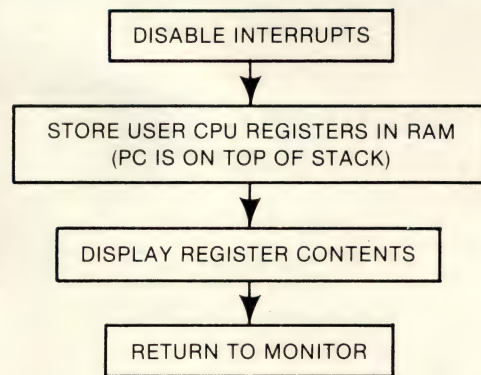 DISABLE INTERRUPTS
STORE USER CPU REGISTERS IN RAM
(PC IS ON TOP OF STACK)
DISPLAY REGISTER CONTENTS
RETURN TO MONITOR